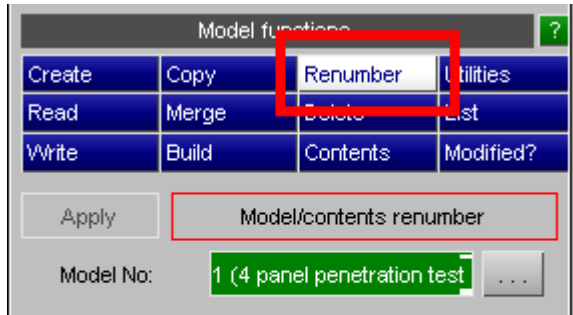 Model functions ?
Create Copy Renumber Utilities
Read Merge Delete List
Write Build Contents Modified?
Apply Model/contents renumber
Model No: 1 (4 panel penetration test ...